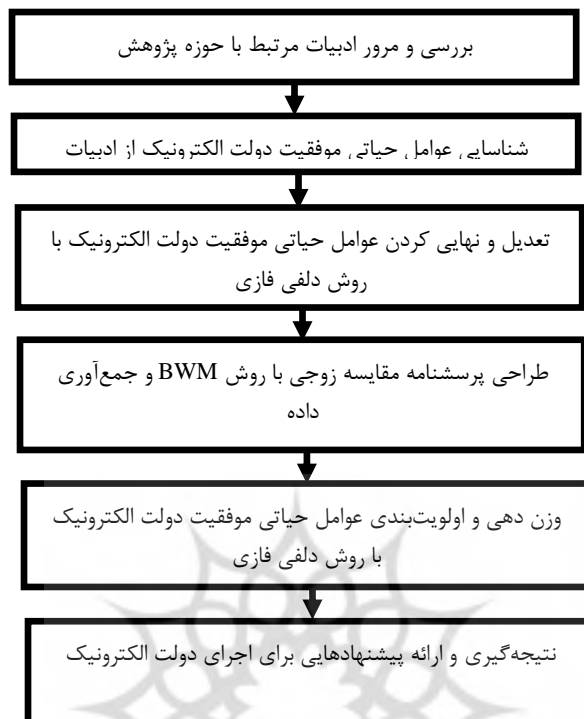 بررسی و مرور ادبیات مرتبط با حوزه پژوهش
شناسایی عوامل حیاتی موفقیت دولت الکترونیک از ادبیات
تعدیل و نهایی کردن عوامل حیاتی موفقیت دولت الکترونیک با
روش دلفی فازی
طراحی پرسشنامه مقایسه زوجی با روش BWM و جمع‌آوری
داده
وزن دهی و اولویت‌بندی عوامل حیاتی موفقیت دولت الکترونیک
با روش دلفی فازی
نتیجه‌گیری و ارائه پیشنهادهایی برای اجرای دولت الکترونیک